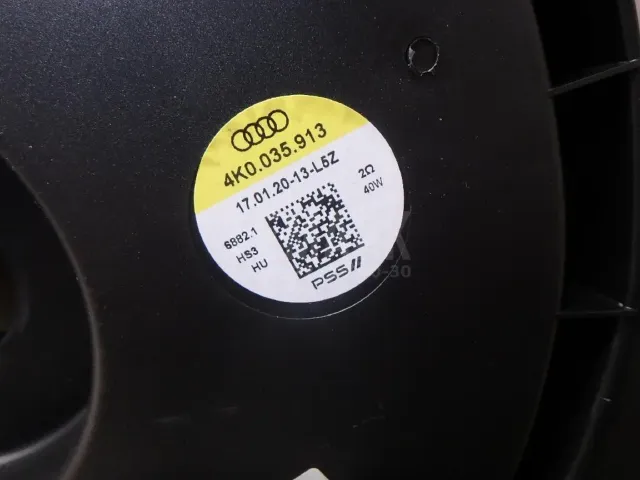 4K0.035.913
17.01.20-13-L5Z
2Ω
40W
6882.1
HS3
HU
PSS//